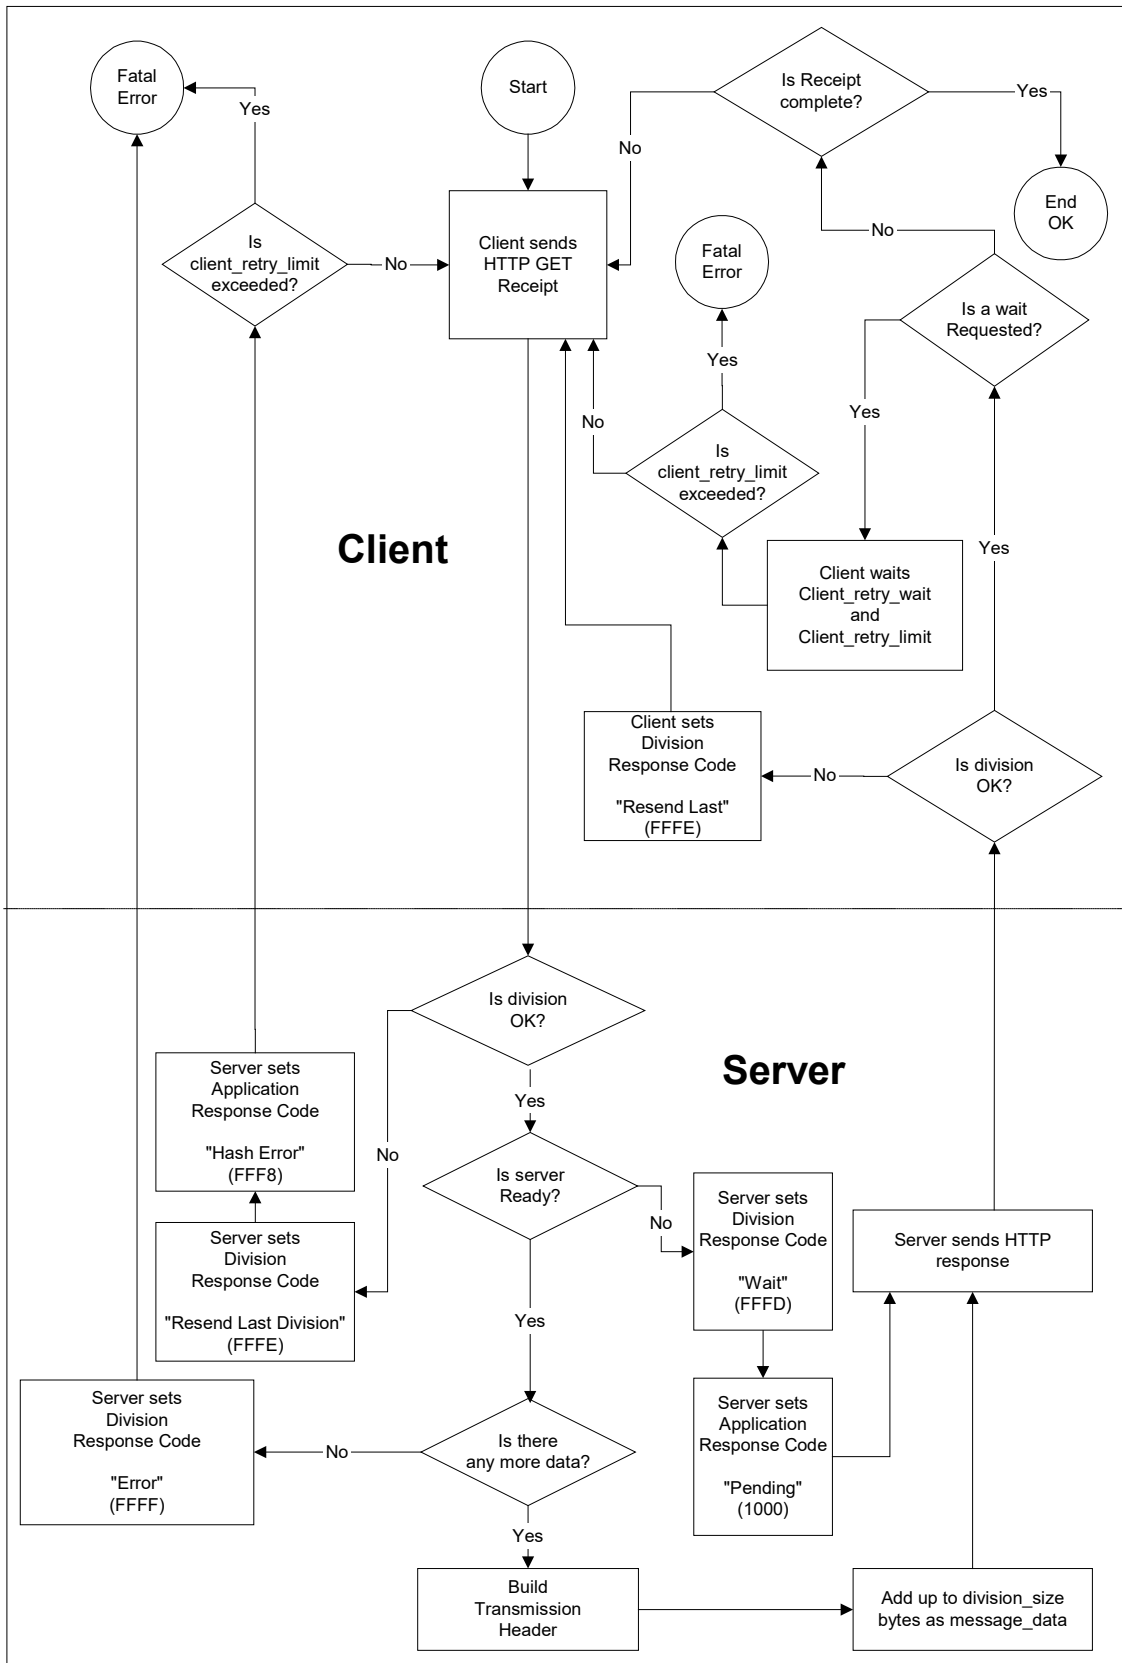 Fatal
Error
Yes
Start
Is Receipt
complete?
Yes
No
End
OK
Is
client_retry_limit
exceeded?
No
Client sends
HTTP GET
Receipt
Fatal
Error
No
Is a wait
Requested?
Yes
Yes
No
Is
client_retry_limit
exceeded?
Client
Yes
Client waits
Client_retry_wait
and
Client_retry_limit
Client sets
Division
Response Code
"Resend Last"
(FFFE)
No
Is division
OK?
Is division
OK?
Server
Server sets
Application
Response Code
"Hash Error"
(FFF8)
Yes
No
Is server
Ready?
No
Server sets
Division
Response Code
"Wait"
(FFFD)
Server sends HTTP
response
Server sets
Division
Response Code
"Resend Last Division"
(FFFE)
Yes
Server sets
Division
Response Code
"Error"
(FFFF)
No
Is there
any more data?
Server sets
Application
Response Code
"Pending"
(1000)
Yes
Build
Transmission
Header
Add up to division_size
bytes as message_data